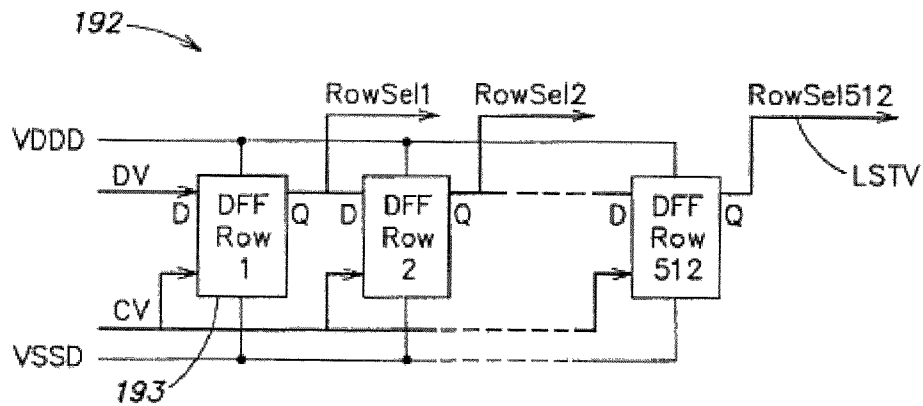 192
RowSel1
RowSel2
RowSel512
VDDD
DV
LSTV
D
DFF
Row
1
Q
D
DFF
Row
2
Q
D
DFF
Row
512
Q
CV
VSSD
193